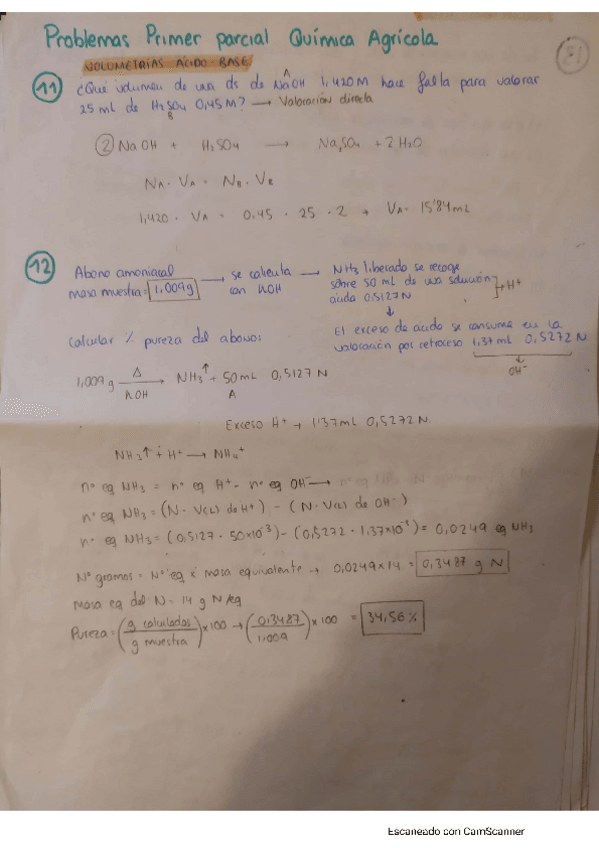 Problemas Primer parcial Química Agrícola
VOLUMETRÍAS ÁCIDO BASE
11 ¿Qué volumen de una ds de NaOH 1,420M hace falta para valorar
A
25 mL de H₂SO₄ 0,45M? → Valoración directa
B
2 NaOH + H₂SO₄ → Na₂SO₄ + 2 H₂O
NA · VA = NB · VB
1,420 · VA = 0,45 · 25 · 2 → VA = 15'84 mL
12 Abono amoniacal → se calienta → NH₃ liberado se recoge
masa muestra: 1,009g con KOH sobre 50 mL de una solución
ácida 0,5127 N } H⁺
Calcular % pureza del abono: El exceso de ácido se consume en la
valoración por retroceso 1,37 mL 0,5272 N
OH⁻
1,009 g Δ → NH₃↑ + 50 mL 0,5127 N
KOH A
Exceso H⁺ + 1'37 mL 0,5272 N
NH₃↑ + H⁺ → NH₄⁺
nº eq NH₃ = nº eq H⁺ - nº eq OH⁻ →
nº eq NH₃ = (N · V(L) de H⁺) - (N · V(L) de OH⁻)
nº eq NH₃ = (0,5127 · 50×10⁻³) - (0,5272 · 1.37×10⁻³) = 0,0249 eq NH₃
Nº gramos = Nº eq × masa equivalente → 0,0249 × 14 = 0,3487 g N
Masa eq del N = 14 g N/eq
Pureza = (g calculados / g muestra) × 100 → (0,3487 / 1,009) × 100 = 34,56 %
Escaneado con CamScanner